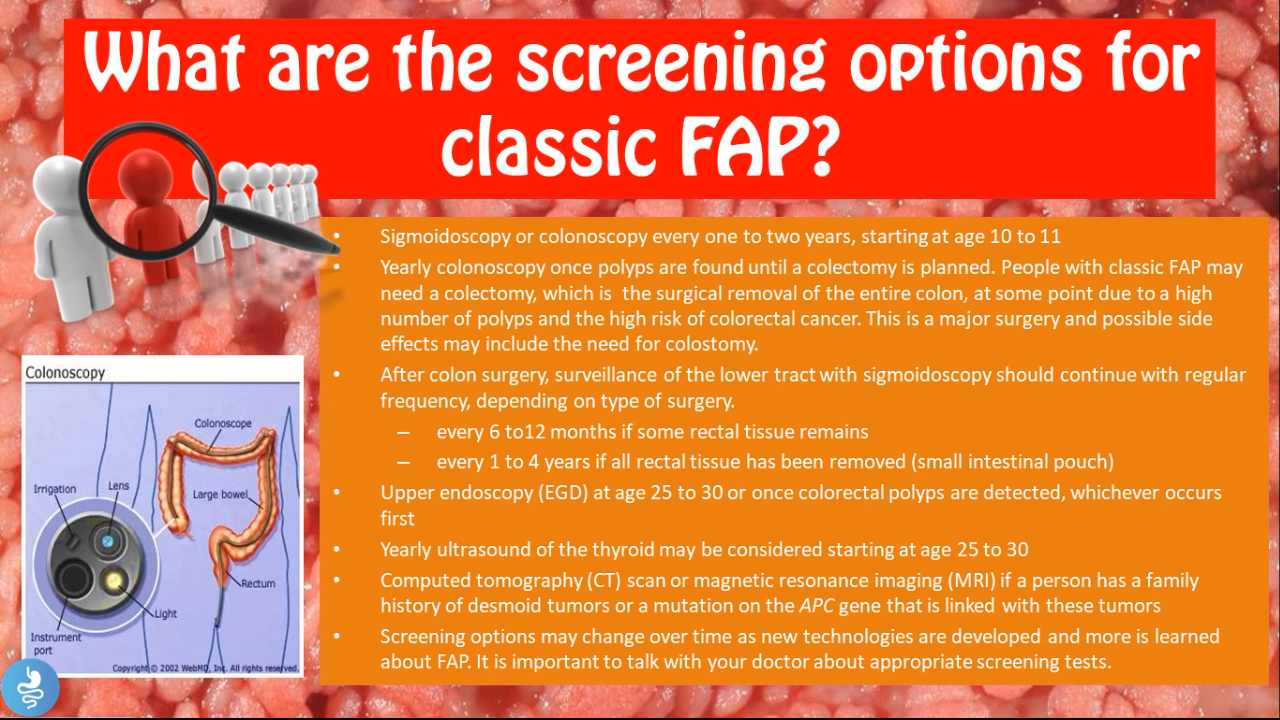 What are the screening options for
classic FAP?
• Sigmoidoscopy or colonoscopy every one to two years, starting at age 10 to 11
• Yearly colonoscopy once polyps are found until a colectomy is planned. People with classic FAP may
need a colectomy, which is  the surgical removal of the entire colon, at some point due to a high
number of polyps and the high risk of colorectal cancer. This is a major surgery and possible side
effects may include the need for colostomy.
• After colon surgery, surveillance of the lower tract with sigmoidoscopy should continue with regular
frequency, depending on type of surgery.
– every 6 to12 months if some rectal tissue remains
– every 1 to 4 years if all rectal tissue has been removed (small intestinal pouch)
• Upper endoscopy (EGD) at age 25 to 30 or once colorectal polyps are detected, whichever occurs
first
• Yearly ultrasound of the thyroid may be considered starting at age 25 to 30
• Computed tomography (CT) scan or magnetic resonance imaging (MRI) if a person has a family
history of desmoid tumors or a mutation on the APC gene that is linked with these tumors
• Screening options may change over time as new technologies are developed and more is learned
about FAP. It is important to talk with your doctor about appropriate screening tests.
Colonoscopy
Colonoscope
Irrigation
Lens
Large bowel
Rectum
Light
Instrument
port
Copyright © 2002 WebMD, Inc. All rights reserved.